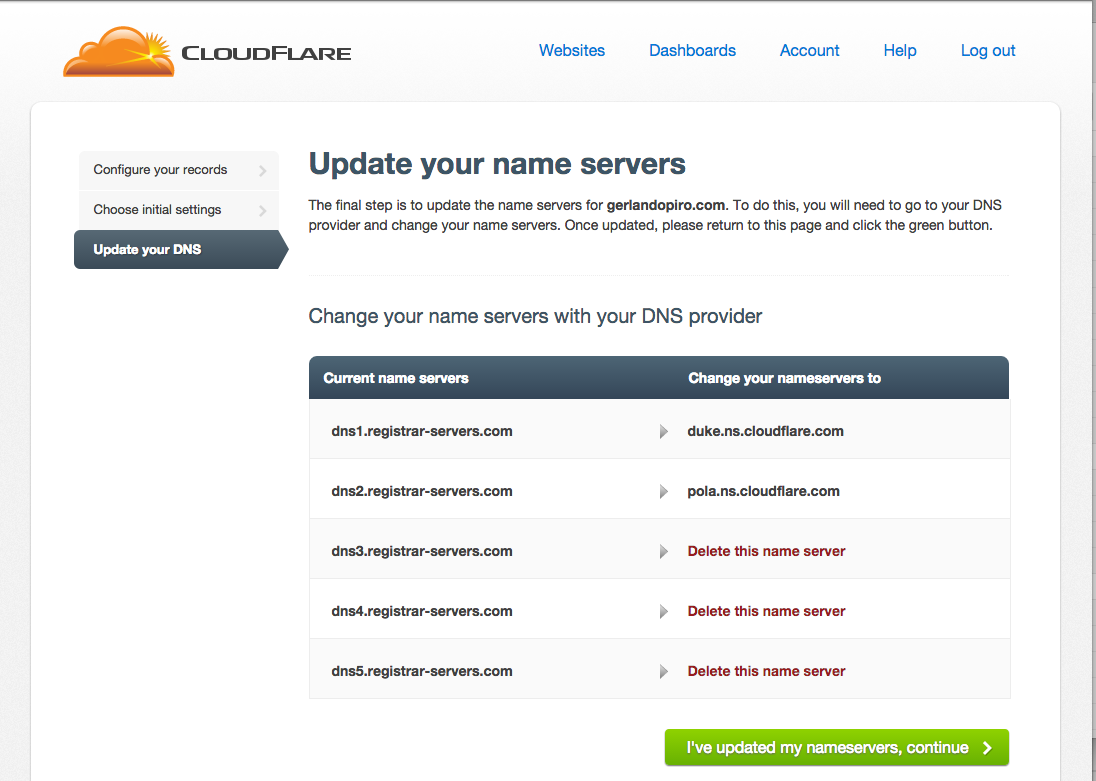 CLOUDFLARE
Websites
Dashboards
Account
Help
Log out
Configure your records
Choose initial settings
Update your DNS
Update your name servers
The final step is to update the name servers for gerlandopiro.com. To do this, you will need to go to your DNS
provider and change your name servers. Once updated, please return to this page and click the green button.
Change your name servers with your DNS provider
Current name servers
Change your nameservers to
dns1.registrar-servers.com
duke.ns.cloudflare.com
dns2.registrar-servers.com
pola.ns.cloudflare.com
dns3.registrar-servers.com
Delete this name server
dns4.registrar-servers.com
Delete this name server
dns5.registrar-servers.com
Delete this name server
I've updated my nameservers, continue